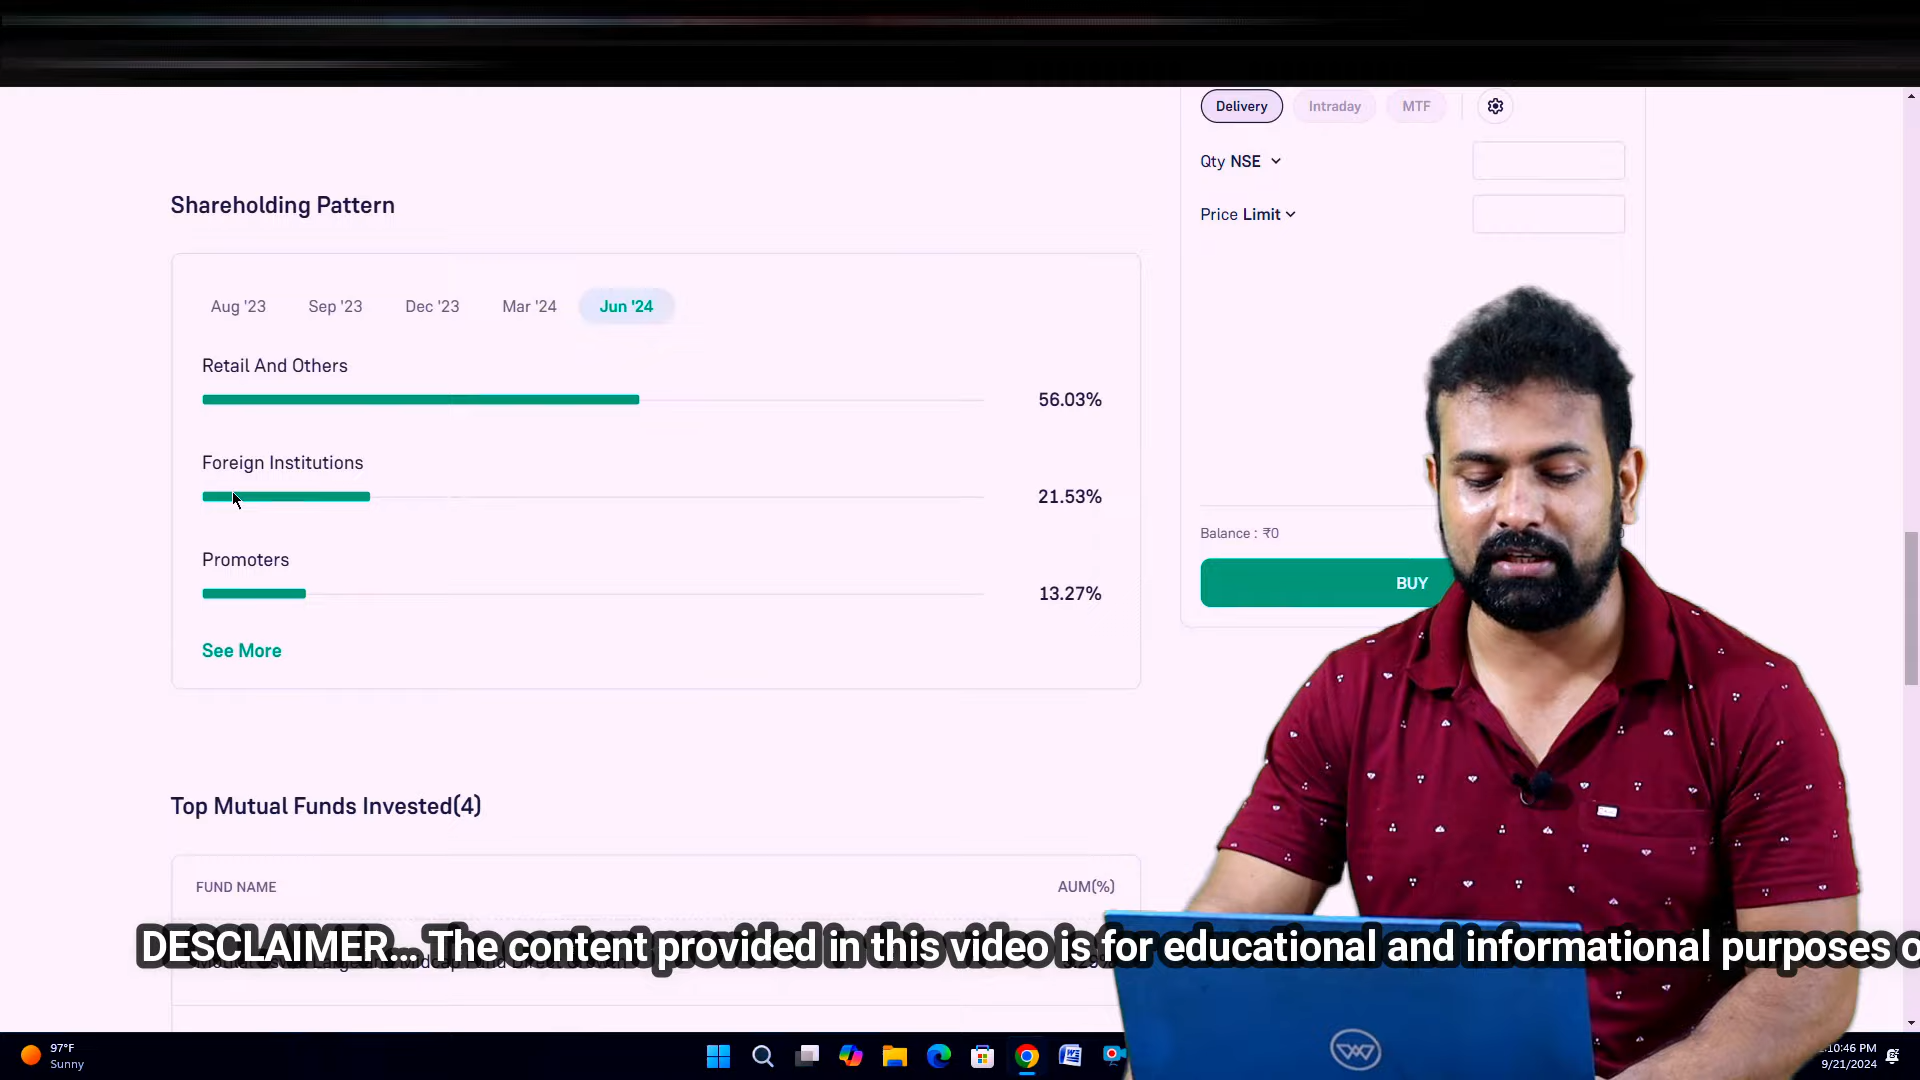 Delivery
Intraday
MTF
Qty NSE
Price Limit
Shareholding Pattern
Aug '23
Sep '23
Dec '23
Mar '24
Jun '24
Retail And Others
56.03%
Foreign Institutions
21.53%
Promoters
13.27%
See More
Balance : ₹0
BUY
Top Mutual Funds Invested(4)
FUND NAME
AUM(%)
DESCLAIMER... The content provided in this video is for educational and informational purposes o
97°F
Sunny
:10:46 PM
9/21/2024